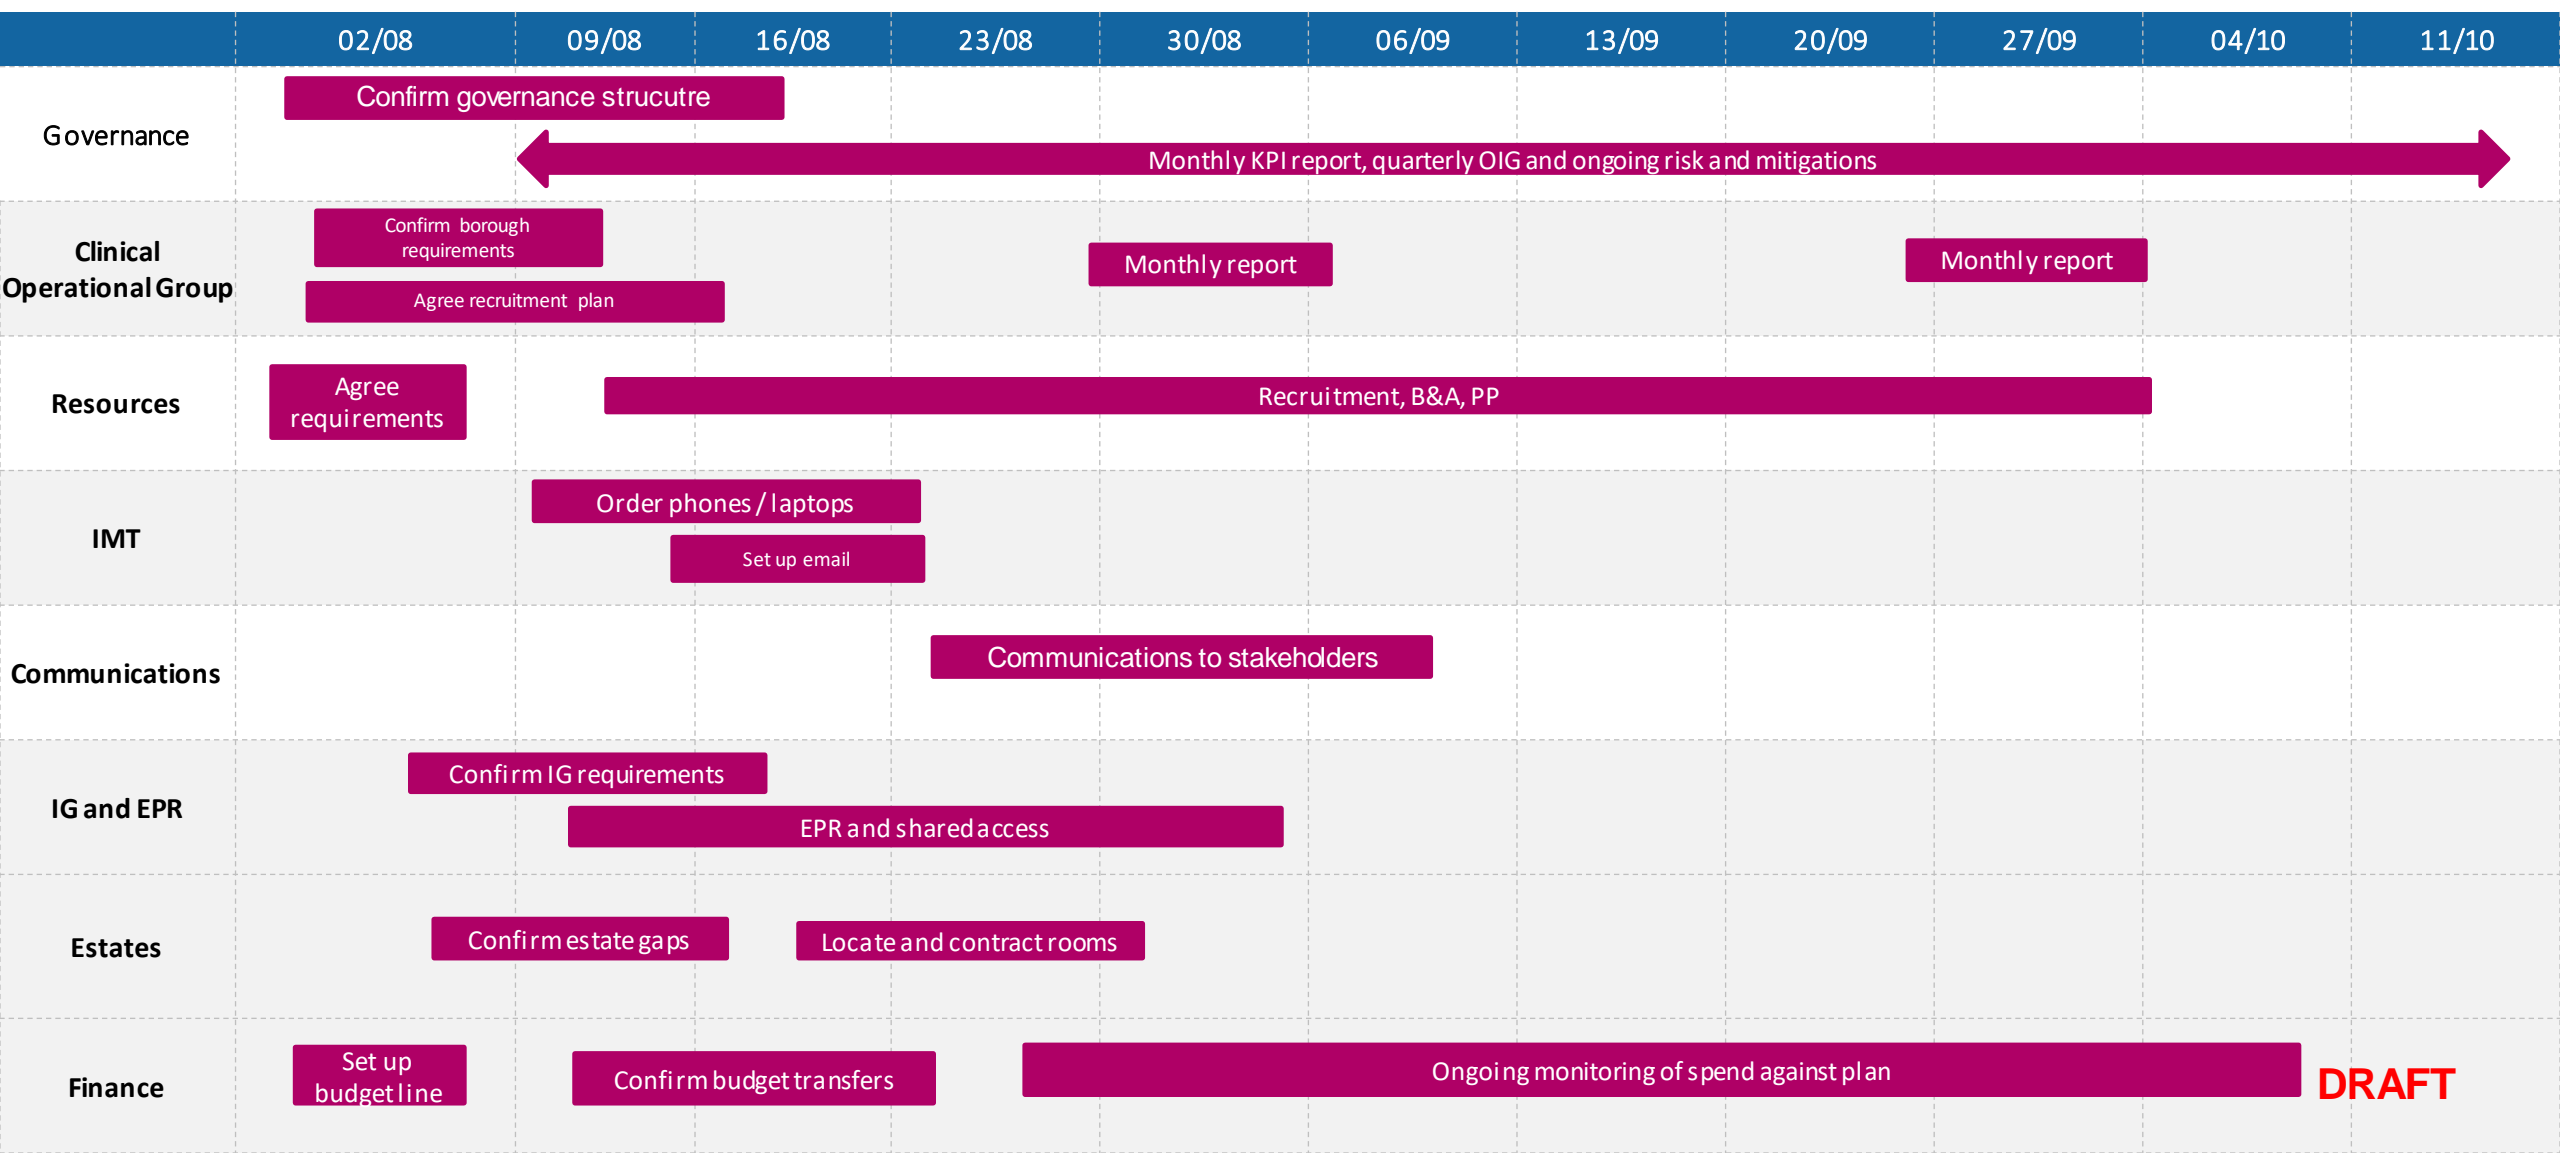 02/08 09/08 16/08 23/08 30/08 06/09 13/09 20/09 27/09 04/10 11/10
Governance
Confirm governance strucutre
Monthly KPI report, quarterly OIG and ongoing risk and mitigations
Clinical
Operational Group
Confirm borough
requirements
Agree recruitment plan
Monthly report
Monthly report
Resources
Agree
requirements
Recruitment, B&A, PP
IMT
Order phones / laptops
Set up email
Communications
Communications to stakeholders
IG and EPR
Confirm IG requirements
EPR and shared access
Estates
Confirm estate gaps
Locate and contract rooms
Finance
Set up
budget line
Confirm budget transfers
Ongoing monitoring of spend against plan
DRAFT